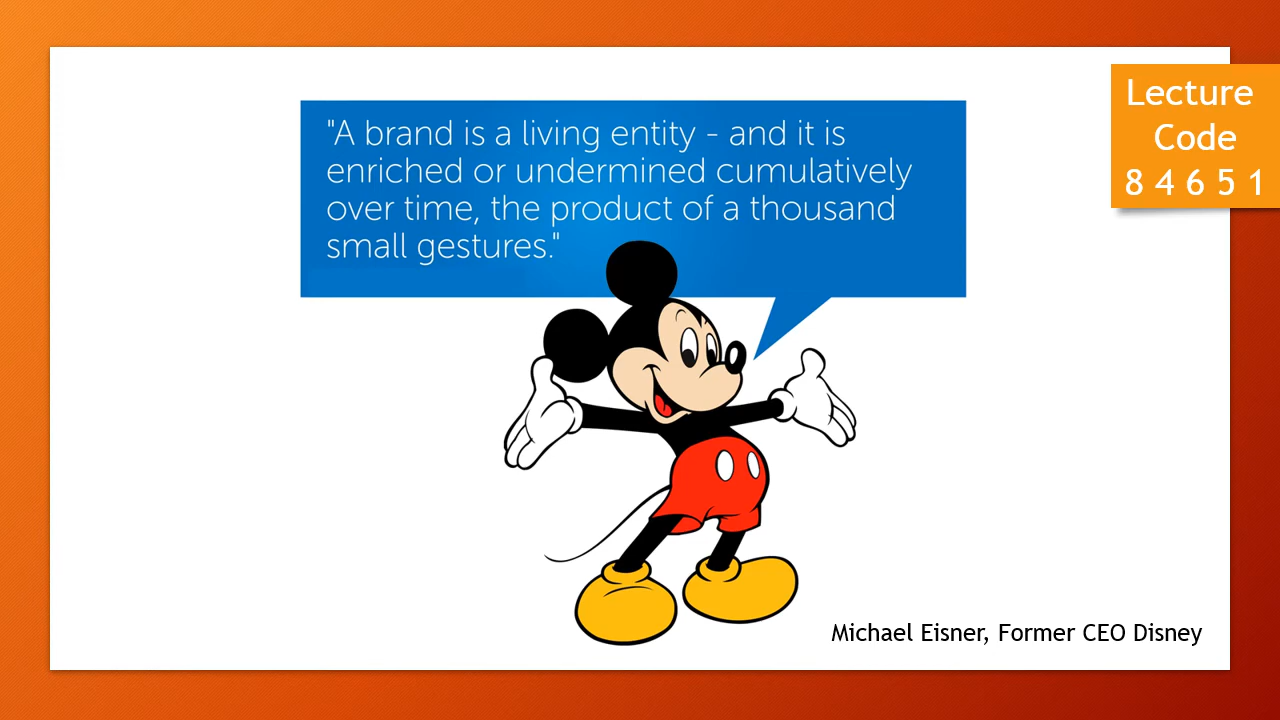 "A brand is a living entity - and it is
enriched or undermined cumulatively
over time, the product of a thousand
small gestures."
Lecture
Code
8 4 6 5 1
Michael Eisner, Former CEO Disney